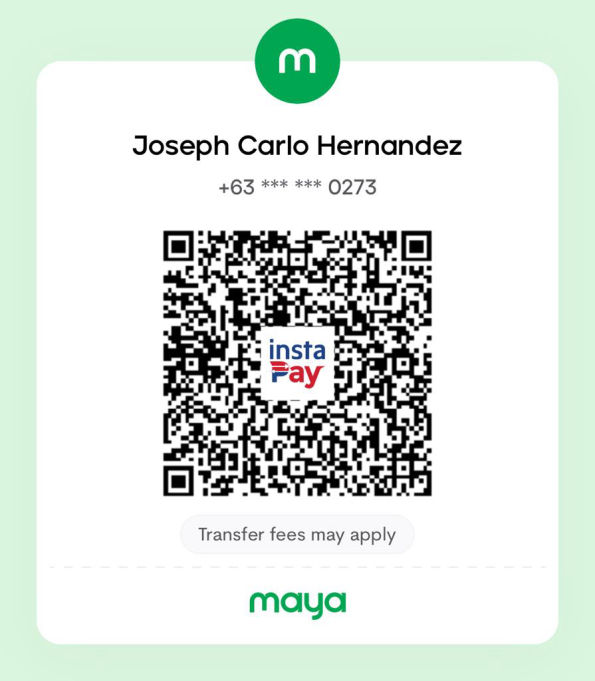 m
Joseph Carlo Hernandez
+63 *** *** 0273
insta
Pay
Transfer fees may apply
maya